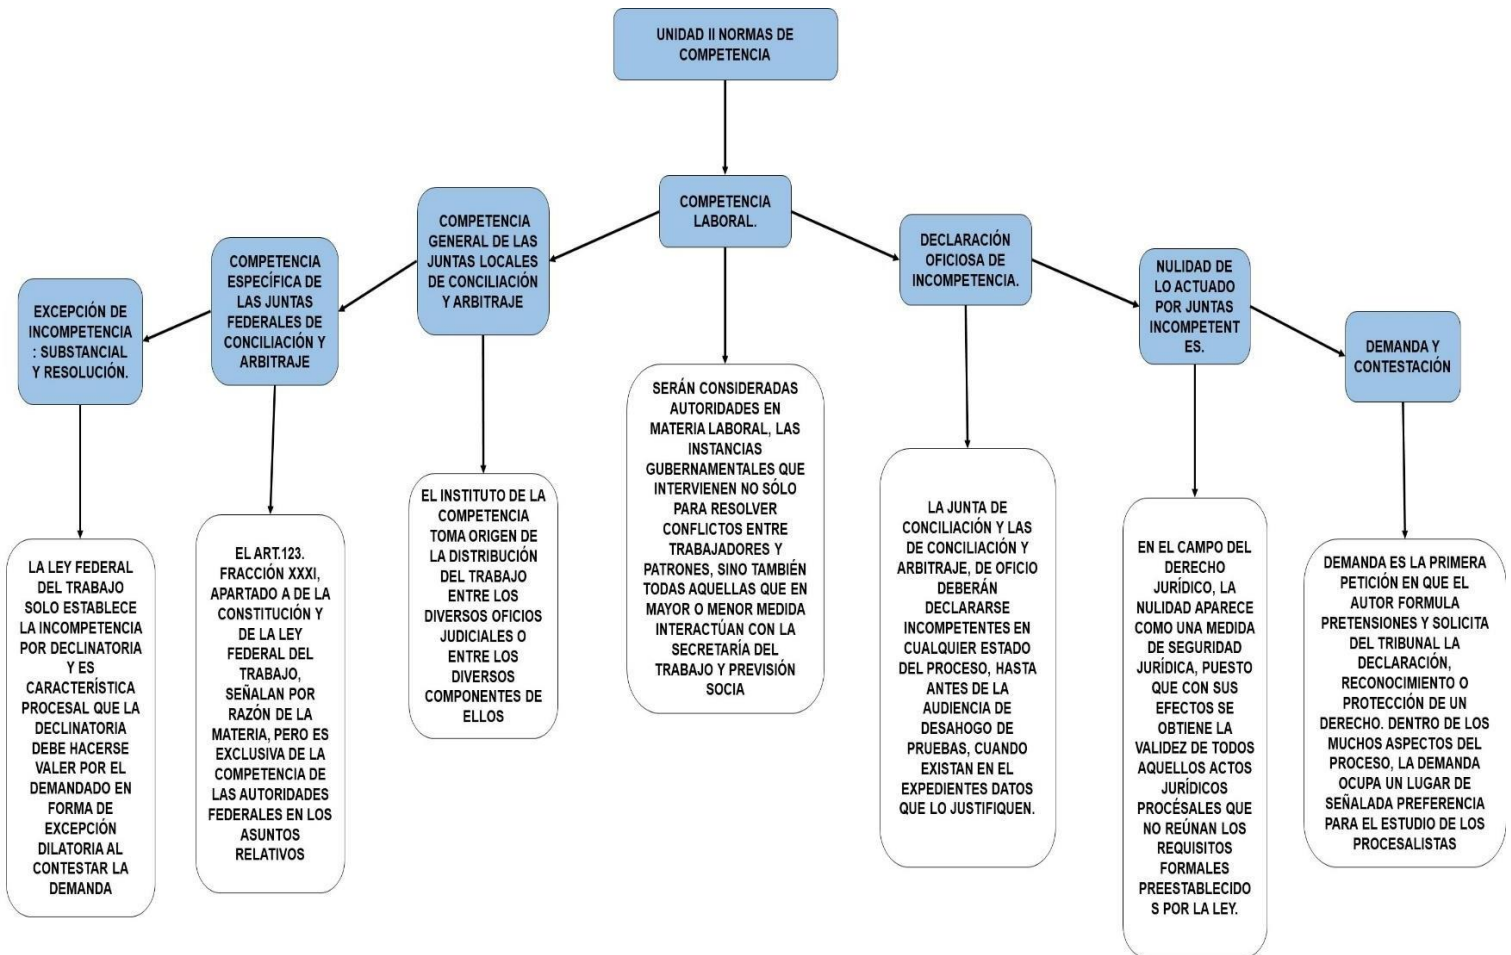 UNIDAD II NORMAS DE
COMPETENCIA
COMPETENCIA
LABORAL.
SERÁN CONSIDERADAS
AUTORIDADES EN
MATERIA LABORAL, LAS
INSTANCIAS
GUBERNAMENTALES QUE
INTERVIENEN NO SÓLO
PARA RESOLVER
CONFLICTOS ENTRE
TRABAJADORES Y
PATRONES, SINO TAMBIÉN
TODAS AQUELLAS QUE EN
MAYOR O MENOR MEDIDA
INTERACTÚAN CON LA
SECRETARÍA DEL
TRABAJO Y PREVISIÓN
SOCIA
COMPETENCIA
GENERAL DE LAS
JUNTAS LOCALES
DE CONCILIACIÓN
Y ARBITRAJE
EL INSTITUTO DE LA
COMPETENCIA
TOMA ORIGEN DE
LA DISTRIBUCIÓN
DEL TRABAJO
ENTRE LOS
DIVERSOS OFICIOS
JUDICIALES O
ENTRE LOS
DIVERSOS
COMPONENTES DE
ELLOS
COMPETENCIA
ESPECÍFICA DE
LAS JUNTAS
FEDERALES DE
CONCILIACIÓN Y
ARBITRAJE
EL ART.123.
FRACCIÓN XXXI,
APARTADO A DE LA
CONSTITUCIÓN Y
DE LA LEY
FEDERAL DEL
TRABAJO,
SEÑALAN POR
RAZÓN DE LA
MATERIA, PERO ES
EXCLUSIVA DE LA
COMPETENCIA DE
LAS AUTORIDADES
FEDERALES EN LOS
ASUNTOS
RELATIVOS
EXCEPCIÓN DE
INCOMPETENCIA
: SUBSTANCIAL
Y RESOLUCIÓN.
LA LEY FEDERAL
DEL TRABAJO
SOLO ESTABLECE
LA INCOMPETENCIA
POR DECLINATORIA
Y ES
CARACTERÍSTICA
PROCESAL QUE LA
DECLINATORIA
DEBE HACERSE
VALER POR EL
DEMANDADO EN
FORMA DE
EXCEPCIÓN
DILATORIA AL
CONTESTAR LA
DEMANDA
DECLARACIÓN
OFICIOSA DE
INCOMPETENCIA.
LA JUNTA DE
CONCILIACIÓN Y LAS
DE CONCILIACIÓN Y
ARBITRAJE, DE OFICIO
DEBERÁN
DECLARARSE
INCOMPETENTES EN
CUALQUIER ESTADO
DEL PROCESO, HASTA
ANTES DE LA
AUDIENCIA DE
DESAHOGO DE
PRUEBAS, CUANDO
EXISTAN EN EL
EXPEDIENTES DATOS
QUE LO JUSTIFIQUEN.
NULIDAD DE
LO ACTUADO
POR JUNTAS
INCOMPETENT
ES.
EN EL CAMPO DEL
DERECHO
JURÍDICO, LA
NULIDAD APARECE
COMO UNA MEDIDA
DE SEGURIDAD
JURÍDICA, PUESTO
QUE CON SUS
EFECTOS SE
OBTIENE LA
VALIDEZ DE TODOS
AQUELLOS ACTOS
JURÍDICOS
PROCÉSALES QUE
NO REÚNAN LOS
REQUISITOS
FORMALES
PREESTABLECIDO
S POR LA LEY.
DEMANDA Y
CONTESTACIÓN
DEMANDA ES LA PRIMERA
PETICIÓN EN QUE EL
AUTOR FORMULA
PRETENSIONES Y SOLICITA
DEL TRIBUNAL LA
DECLARACIÓN,
RECONOCIMIENTO O
PROTECCIÓN DE UN
DERECHO. DENTRO DE LOS
MUCHOS ASPECTOS DEL
PROCESO, LA DEMANDA
OCUPA UN LUGAR DE
SEÑALADA PREFERENCIA
PARA EL ESTUDIO DE LOS
PROCESALISTAS